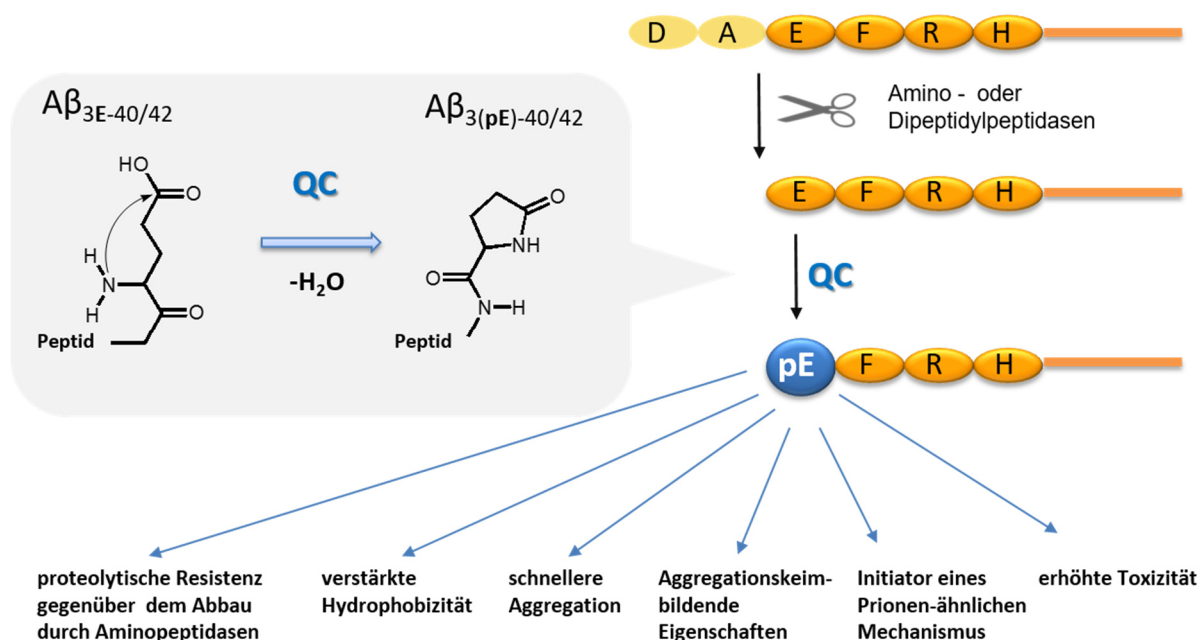 D A E F R H
Amino - oder
Dipeptidylpeptidasen
E F R H
QC
pE F R H
Aβ3E-40/42
Aβ3(pE)-40/42
HO
O
H
N
H
O
Peptid
QC
-H₂O
O
NH
O
N H
Peptid
proteolytische Resistenz
gegenüber dem Abbau
durch Aminopeptidasen
verstärkte
Hydrophobizität
schnellere
Aggregation
Aggregationskeim-
bildende
Eigenschaften
Initiator eines
Prionen-ähnlichen
Mechanismus
erhöhte Toxizität